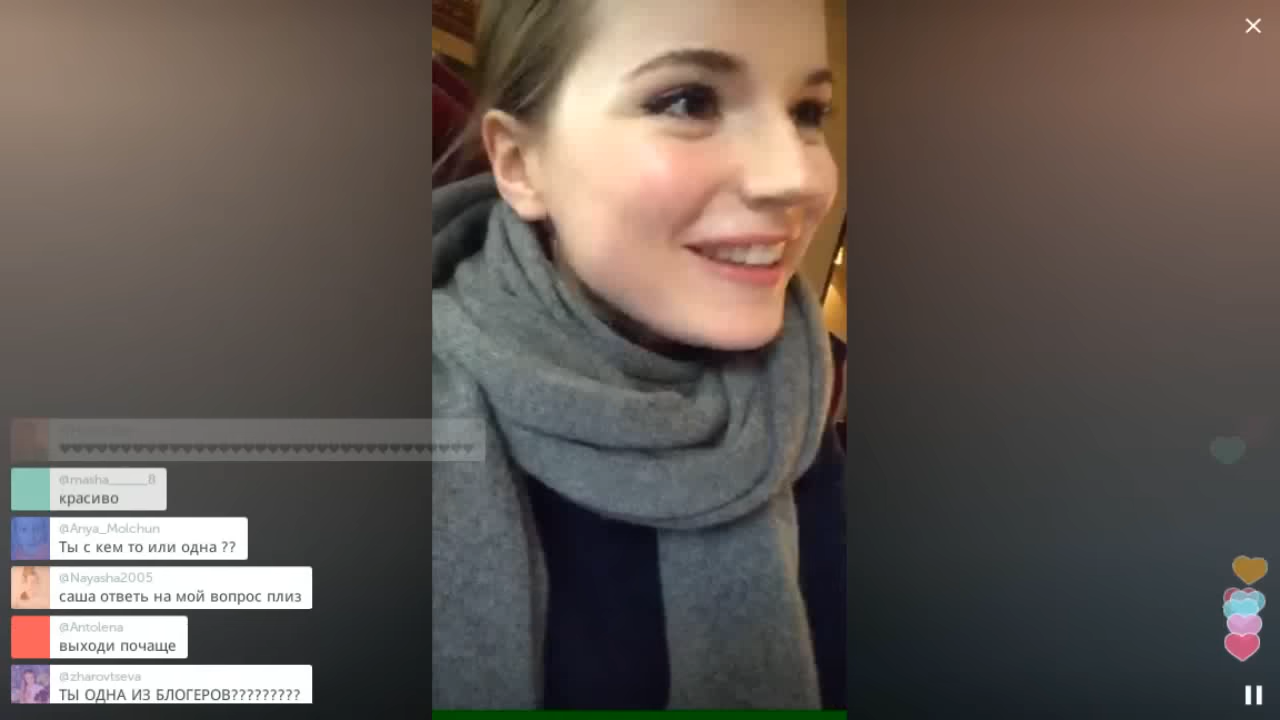 @masha_____8
красиво
@Anya_Molchun
Ты с кем то или одна ??
@Nayasha2005
саша ответь на мой вопрос плиз
@Antolena
выходи почаще
@zharovtseva
ТЫ ОДНА ИЗ БЛОГЕРОВ?????????